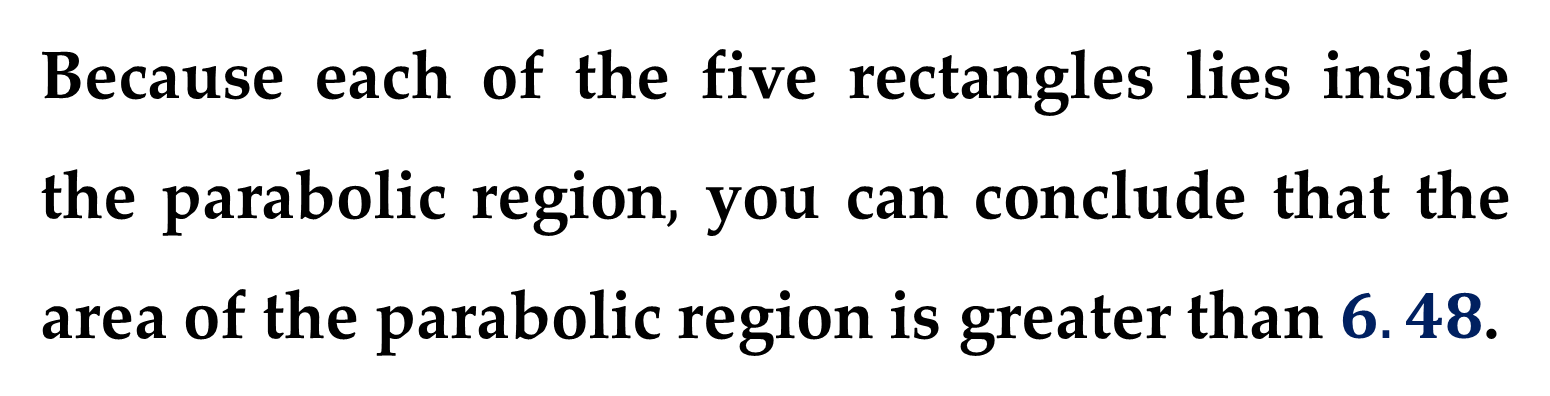 Because each of the five rectangles lies inside
the parabolic region, you can conclude that the
area of the parabolic region is greater than 6.48.